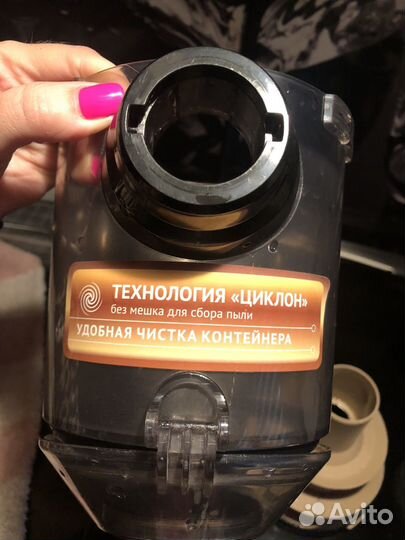 ТЕХНОЛОГИЯ «ЦИКЛОН»
без мешка для сбора пыли
УДОБНАЯ ЧИСТКА КОНТЕЙНЕРА
Avito